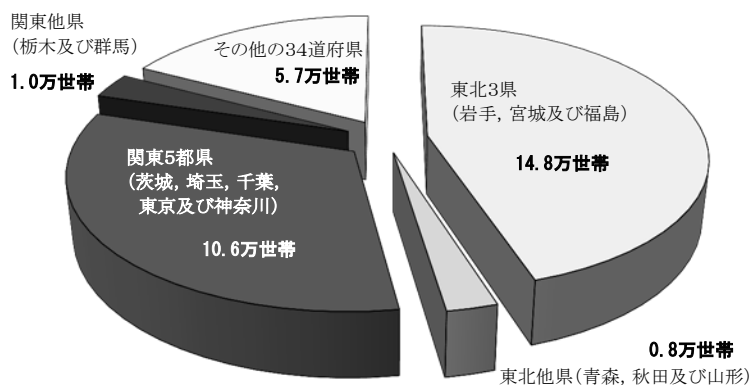 関東他県
(栃木及び群馬)
1.0万世帯
その他の34道府県
5.7万世帯
東北3県
(岩手, 宮城及び福島)
14.8万世帯
関東5都県
(茨城, 埼玉, 千葉,
東京及び神奈川)
10.6万世帯
0.8万世帯
東北他県(青森, 秋田及び山形)